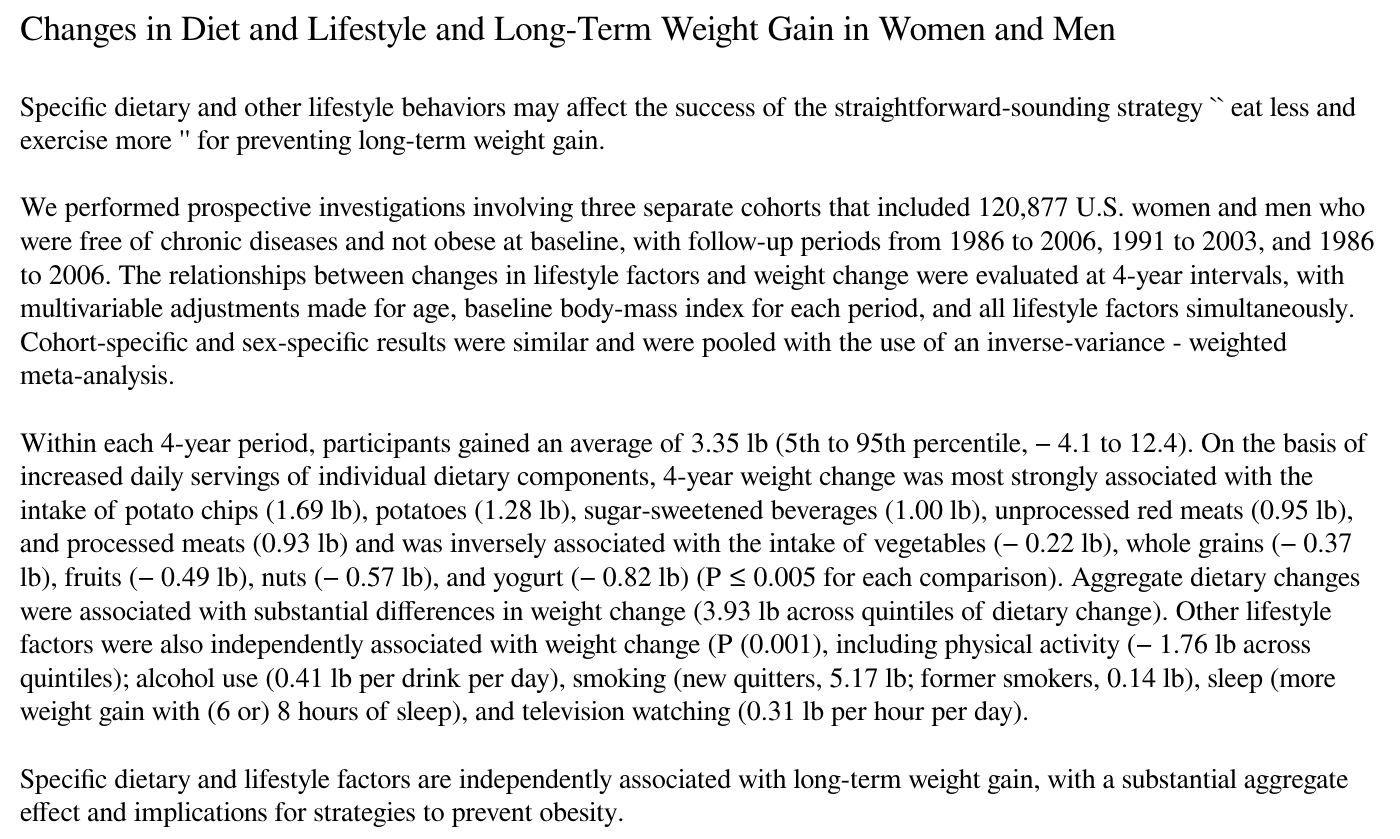 Changes in Diet and Lifestyle and Long-Term Weight Gain in Women and Men
Specific dietary and other lifestyle behaviors may affect the success of the straightforward-sounding strategy `` eat less and
exercise more '' for preventing long-term weight gain.
We performed prospective investigations involving three separate cohorts that included 120,877 U.S. women and men who
were free of chronic diseases and not obese at baseline, with follow-up periods from 1986 to 2006, 1991 to 2003, and 1986
to 2006. The relationships between changes in lifestyle factors and weight change were evaluated at 4-year intervals, with
multivariable adjustments made for age, baseline body-mass index for each period, and all lifestyle factors simultaneously.
Cohort-specific and sex-specific results were similar and were pooled with the use of an inverse-variance - weighted
meta-analysis.
Within each 4-year period, participants gained an average of 3.35 lb (5th to 95th percentile, − 4.1 to 12.4). On the basis of
increased daily servings of individual dietary components, 4-year weight change was most strongly associated with the
intake of potato chips (1.69 lb), potatoes (1.28 lb), sugar-sweetened beverages (1.00 lb), unprocessed red meats (0.95 lb),
and processed meats (0.93 lb) and was inversely associated with the intake of vegetables (− 0.22 lb), whole grains (− 0.37
lb), fruits (− 0.49 lb), nuts (− 0.57 lb), and yogurt (− 0.82 lb) (P ≤ 0.005 for each comparison). Aggregate dietary changes
were associated with substantial differences in weight change (3.93 lb across quintiles of dietary change). Other lifestyle
factors were also independently associated with weight change (P (0.001), including physical activity (− 1.76 lb across
quintiles); alcohol use (0.41 lb per drink per day), smoking (new quitters, 5.17 lb; former smokers, 0.14 lb), sleep (more
weight gain with (6 or) 8 hours of sleep), and television watching (0.31 lb per hour per day).
Specific dietary and lifestyle factors are independently associated with long-term weight gain, with a substantial aggregate
effect and implications for strategies to prevent obesity.